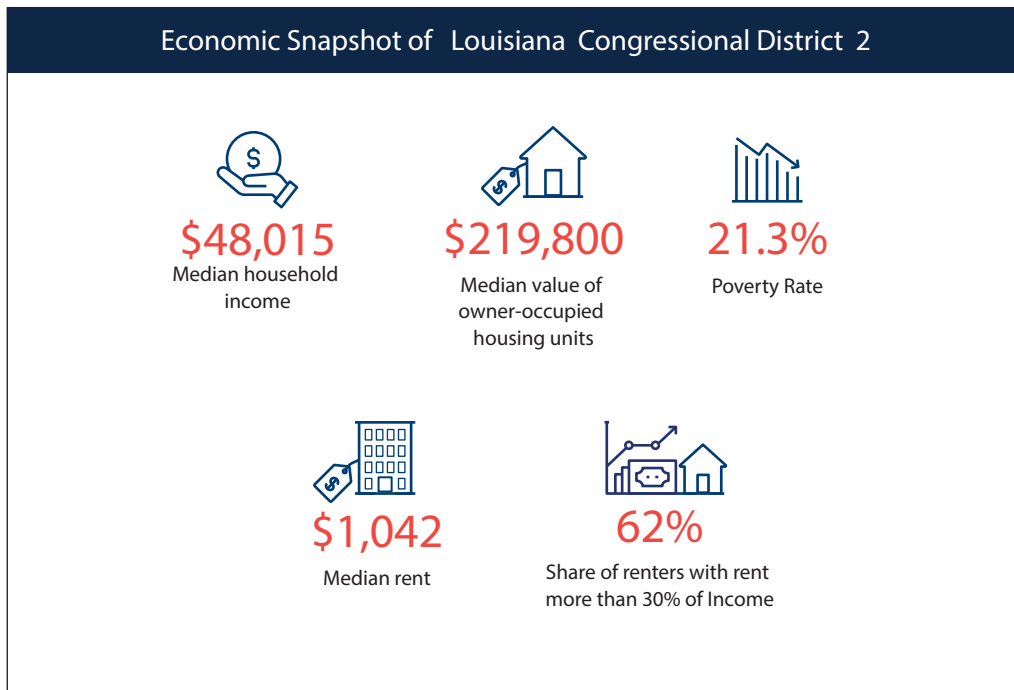 Economic Snapshot of Louisiana Congressional District 2
$
$48,015
Median household
income
$
$219,800
Median value of
owner-occupied
housing units
21.3%
Poverty Rate
$
$1,042
Median rent
62%
Share of renters with rent
more than 30% of Income